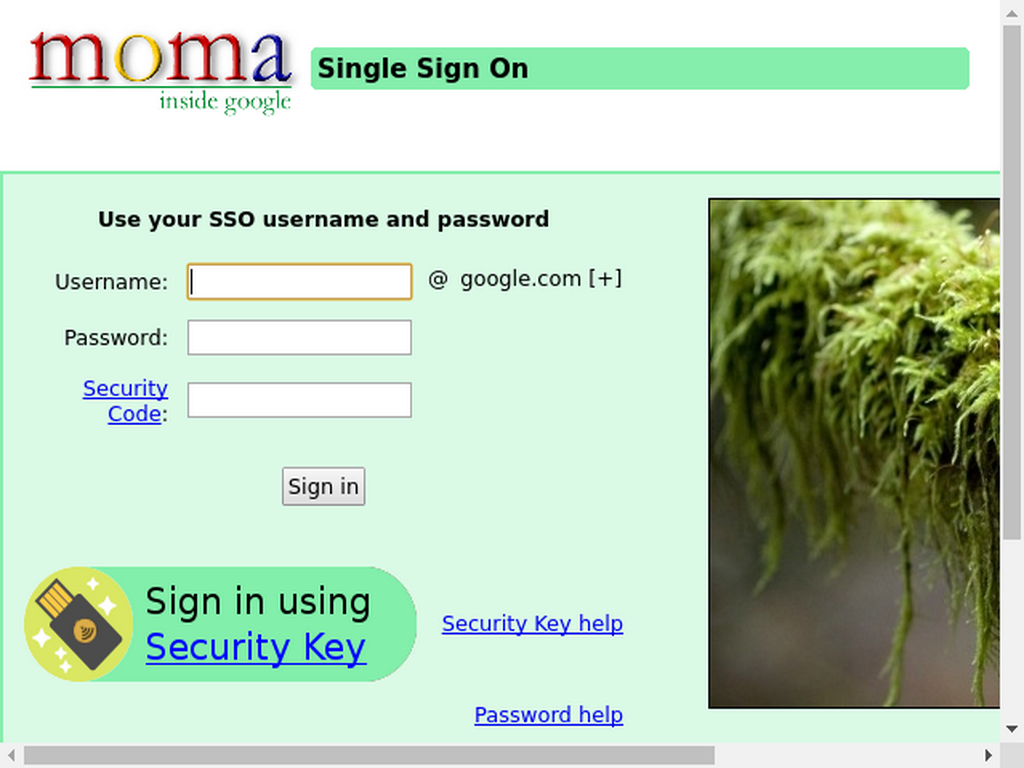 moma
inside google
Single Sign On
Use your SSO username and password
Username:
@ google.com [+]
Password:
Security
Code:
Sign in
Sign in using
Security Key
Security Key help
Password help